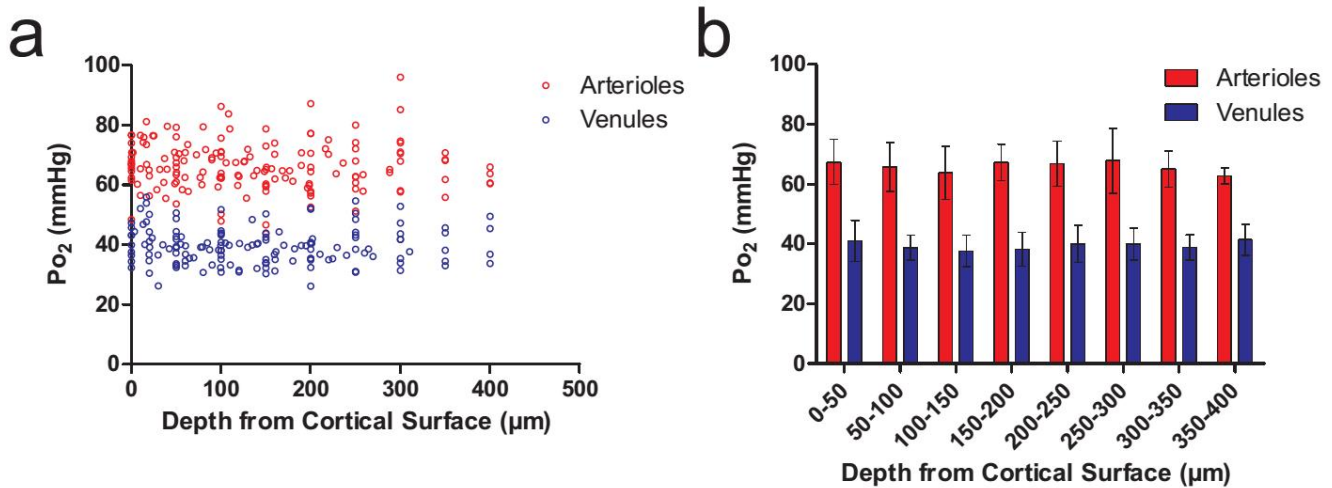 a
100
80
60
40
20
0
Po2 (mmHg)
0 100 200 300 400 500
Depth from Cortical Surface (µm)
Arterioles
Venules
b
100
80
60
40
20
0
Po2 (mmHg)
0-50 50-100 100-150 150-200 200-250 250-300 300-350 350-400
Depth from Cortical Surface (µm)
Arterioles
Venules